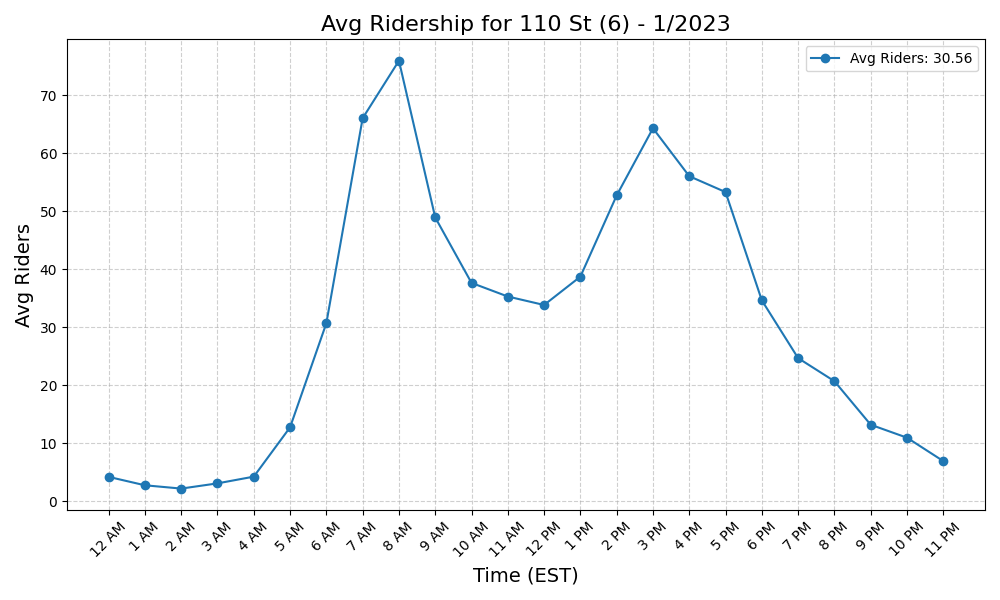 Avg Ridership for 110 St (6) - 1/2023
Avg Riders: 30.56
Avg Riders
70
60
50
40
30
20
10
0
12 AM
1 AM
2 AM
3 AM
4 AM
5 AM
6 AM
7 AM
8 AM
9 AM
10 AM
11 AM
12 PM
1 PM
2 PM
3 PM
4 PM
5 PM
6 PM
7 PM
8 PM
9 PM
10 PM
11 PM
Time (EST)